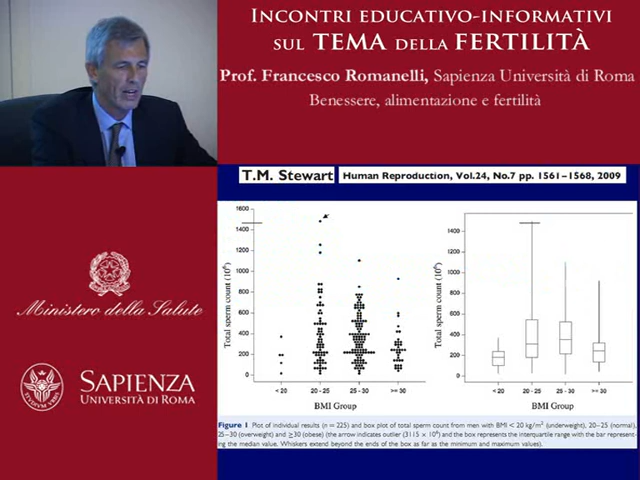 INCONTRI EDUCATIVO-INFORMATIVI
SUL TEMA DELLA FERTILITÀ
Prof. Francesco Romanelli, Sapienza Università di Roma
Benessere, alimentazione e fertilità
T.M. Stewart
Human Reproduction, Vol.24, No.7 pp. 1561–1568, 2009
Total sperm count (10⁶)
1600
1400
1200
1000
800
600
400
200
0
< 20
20 - 25
25 - 30
>= 30
BMI Group
Total sperm count (10⁶)
1400
1200
1000
800
600
400
200
0
< 20
20 - 25
25 - 30
>= 30
BMI Group
Figure 1 Plot of individual results (n = 225) and box plot of total sperm count from men with BMI < 20 kg/m² (underweight), 20–25 (normal),
25–30 (overweight) and ≥30 (obese) (the arrow indicates outlier (3115 × 10⁶) and the box represents the interquartile range with the bar represent-
ing the median value. Whiskers extend beyond the ends of the box as far as the minimum and maximum values).
Ministero della Salute
SAPIENZA
UNIVERSITÀ DI ROMA